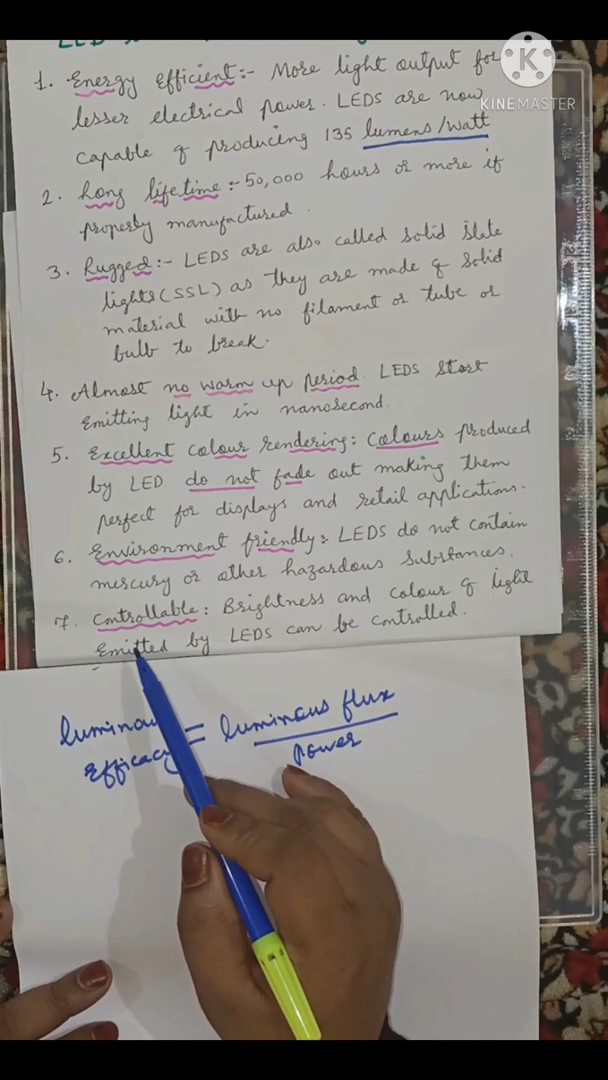 1. Energy efficient:- More light output for
KINEMASTER
lesser electrical power. LEDS are now
capable of producing 135 lumens/watt
2. Long lifetime:- 50,000 hours or more if
properly manufactured.
3. Rugged:- LEDS are also called solid state
lights (SSL) as they are made of solid
material with no filament or tube or
bulb to break.
4. Almost no warm up period. LEDS start
Emitting light in nanosecond.
5. Excellent colour rendering: Colours produced
by LED do not fade out making them
perfect for displays and retail applications.
6. Environment friendly:- LEDS do not contain
mercury or other hazardous substances.
7. Controllable: Brightness and colour of light
Emitted by LEDS can be controlled.
luminous = luminous flux
efficacy power